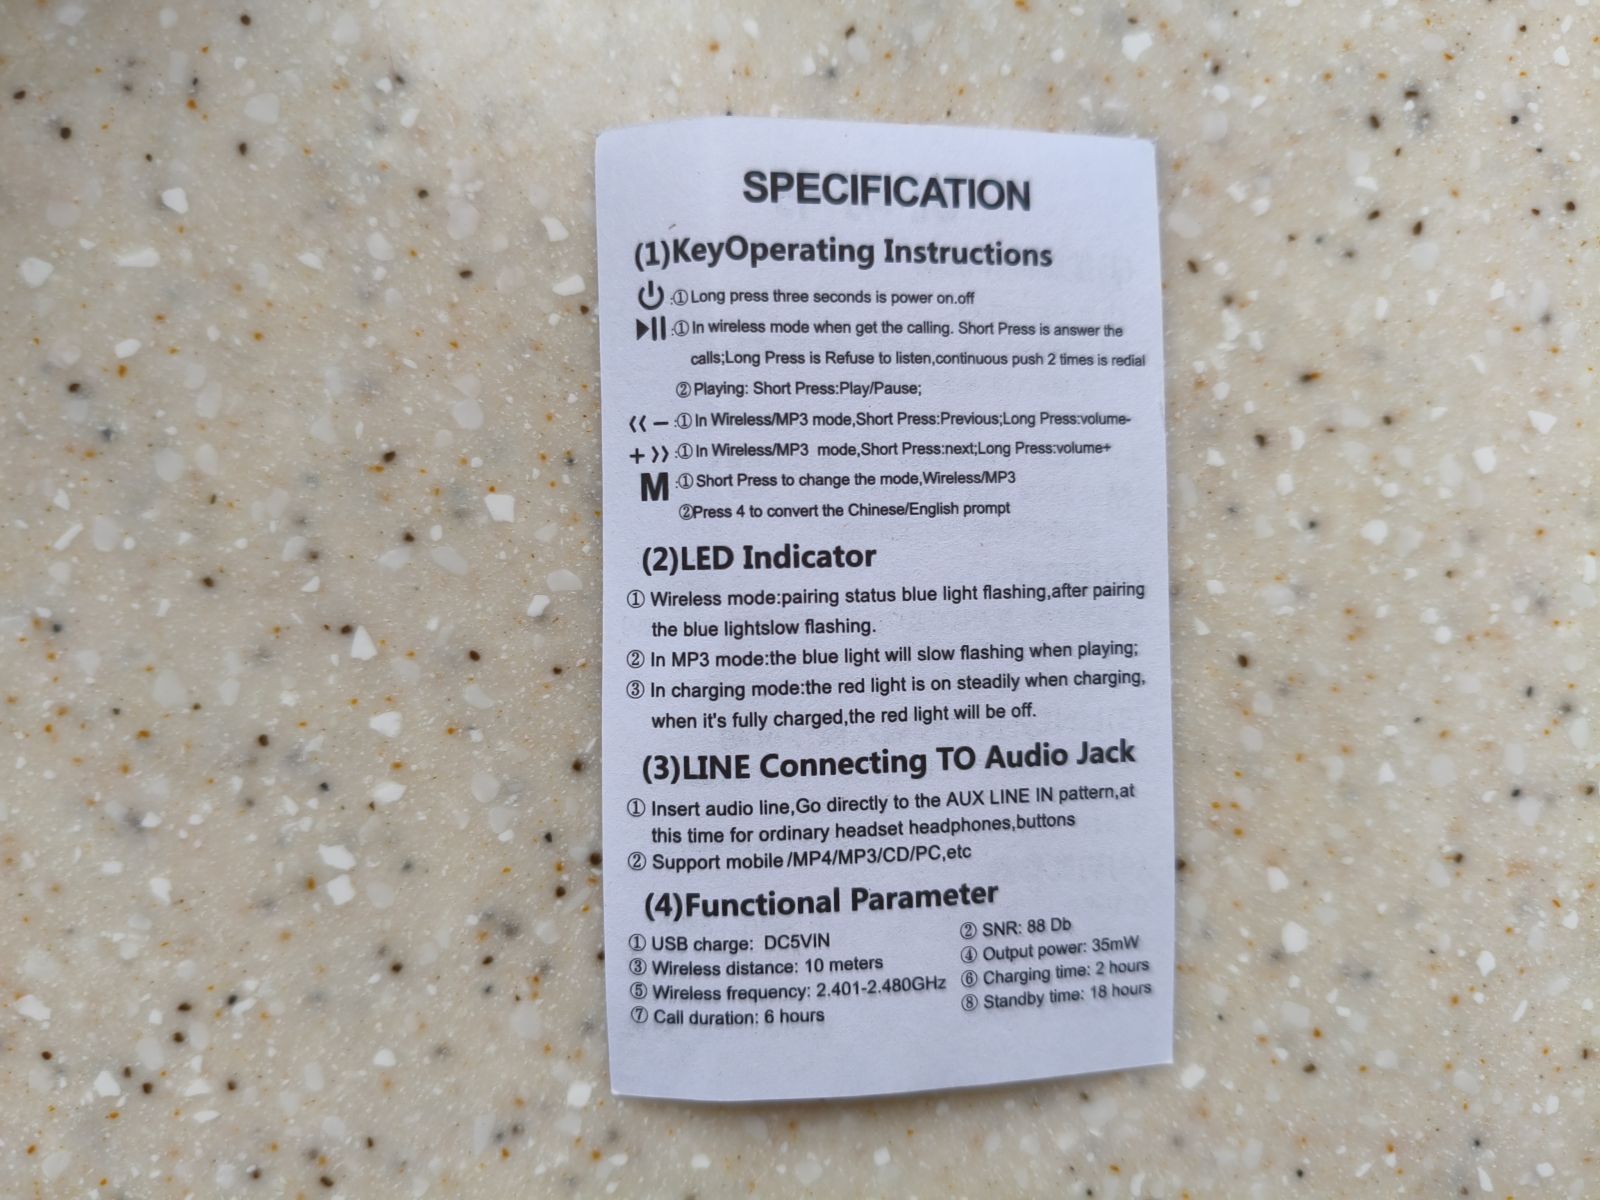 SPECIFICATION
(1)KeyOperating Instructions
:①Long press three seconds is power on.off
:①In wireless mode when get the calling. Short Press is answer the
calls;Long Press is Refuse to listen,continuous push 2 times is redial
②Playing: Short Press:Play/Pause;
‹‹ − :①In Wireless/MP3 mode,Short Press:Previous;Long Press:volume-
+ ›› :①In Wireless/MP3 mode,Short Press:next;Long Press:volume+
M :①Short Press to change the mode,Wireless/MP3
②Press 4 to convert the Chinese/English prompt
(2)LED Indicator
① Wireless mode:pairing status blue light flashing,after pairing
the blue lightslow flashing.
② In MP3 mode:the blue light will slow flashing when playing;
③ In charging mode:the red light is on steadily when charging,
when it's fully charged,the red light will be off.
(3)LINE Connecting TO Audio Jack
① Insert audio line,Go directly to the AUX LINE IN pattern,at
this time for ordinary headset headphones,buttons
② Support mobile/MP4/MP3/CD/PC,etc
(4)Functional Parameter
① USB charge: DC5VIN ② SNR: 88 Db
③ Wireless distance: 10 meters ④ Output power: 35mW
⑤ Wireless frequency: 2.401-2.480GHz ⑥ Charging time: 2 hours
⑦ Call duration: 6 hours ⑧ Standby time: 18 hours